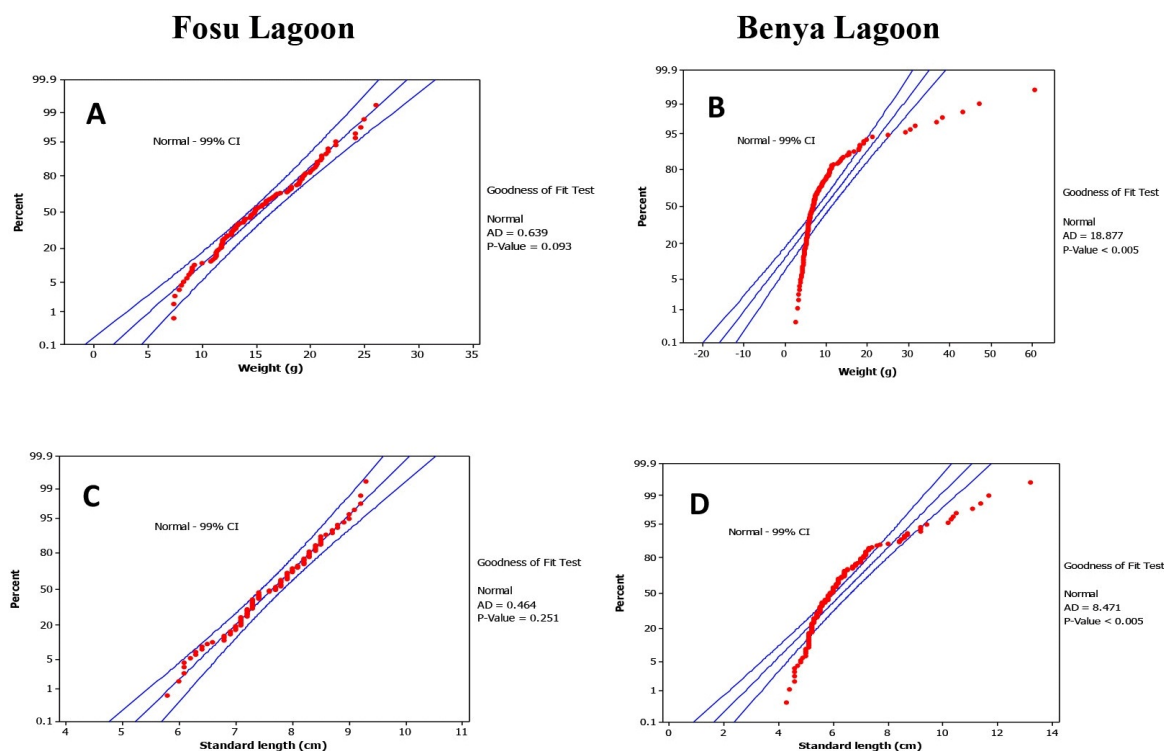 Fosu Lagoon
Benya Lagoon
A
Normal - 99% CI
Percent
99.9
99
95
80
50
20
5
1
0.1
0
5
10
15
20
25
30
35
Weight (g)
Goodness of Fit Test
Normal
AD = 0.639
P-Value = 0.093
B
Normal - 99% CI
Percent
99.9
99
95
80
50
20
5
1
0.1
-20
-10
0
10
20
30
40
50
60
Weight (g)
Goodness of Fit Test
Normal
AD = 18.877
P-Value < 0.005
C
Normal - 99% CI
Percent
99.9
99
95
80
50
20
5
1
0.1
4
5
6
7
8
9
10
11
Standard length (cm)
Goodness of Fit Test
Normal
AD = 0.464
P-Value = 0.251
D
Normal - 99% CI
Percent
99.9
99
95
80
50
20
5
1
0.1
0
2
4
6
8
10
12
14
Standard length (cm)
Goodness of Fit Test
Normal
AD = 8.471
P-Value < 0.005